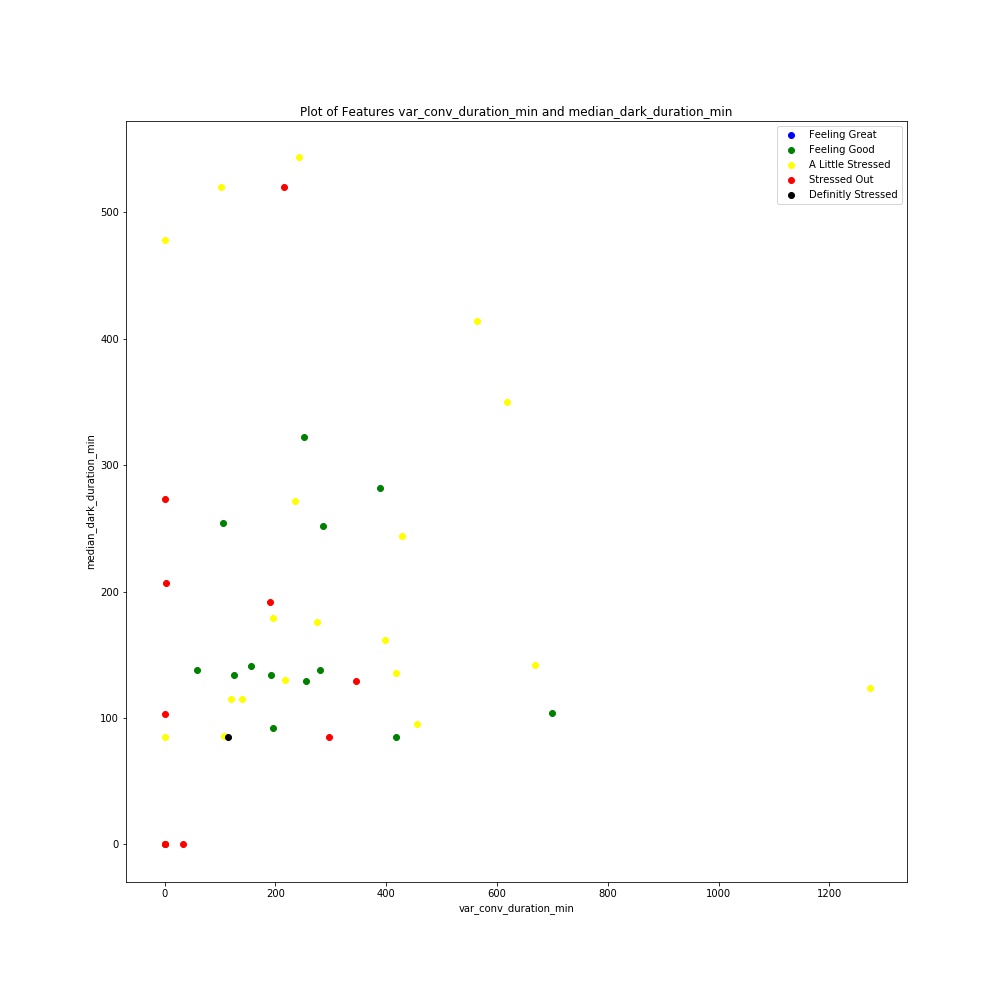 Plot of Features var_conv_duration_min and median_dark_duration_min
Feeling Great
Feeling Good
A Little Stressed
Stressed Out
Definitly Stressed
500
400
300
200
100
0
median_dark_duration_min
0 200 400 600 800 1000 1200
var_conv_duration_min